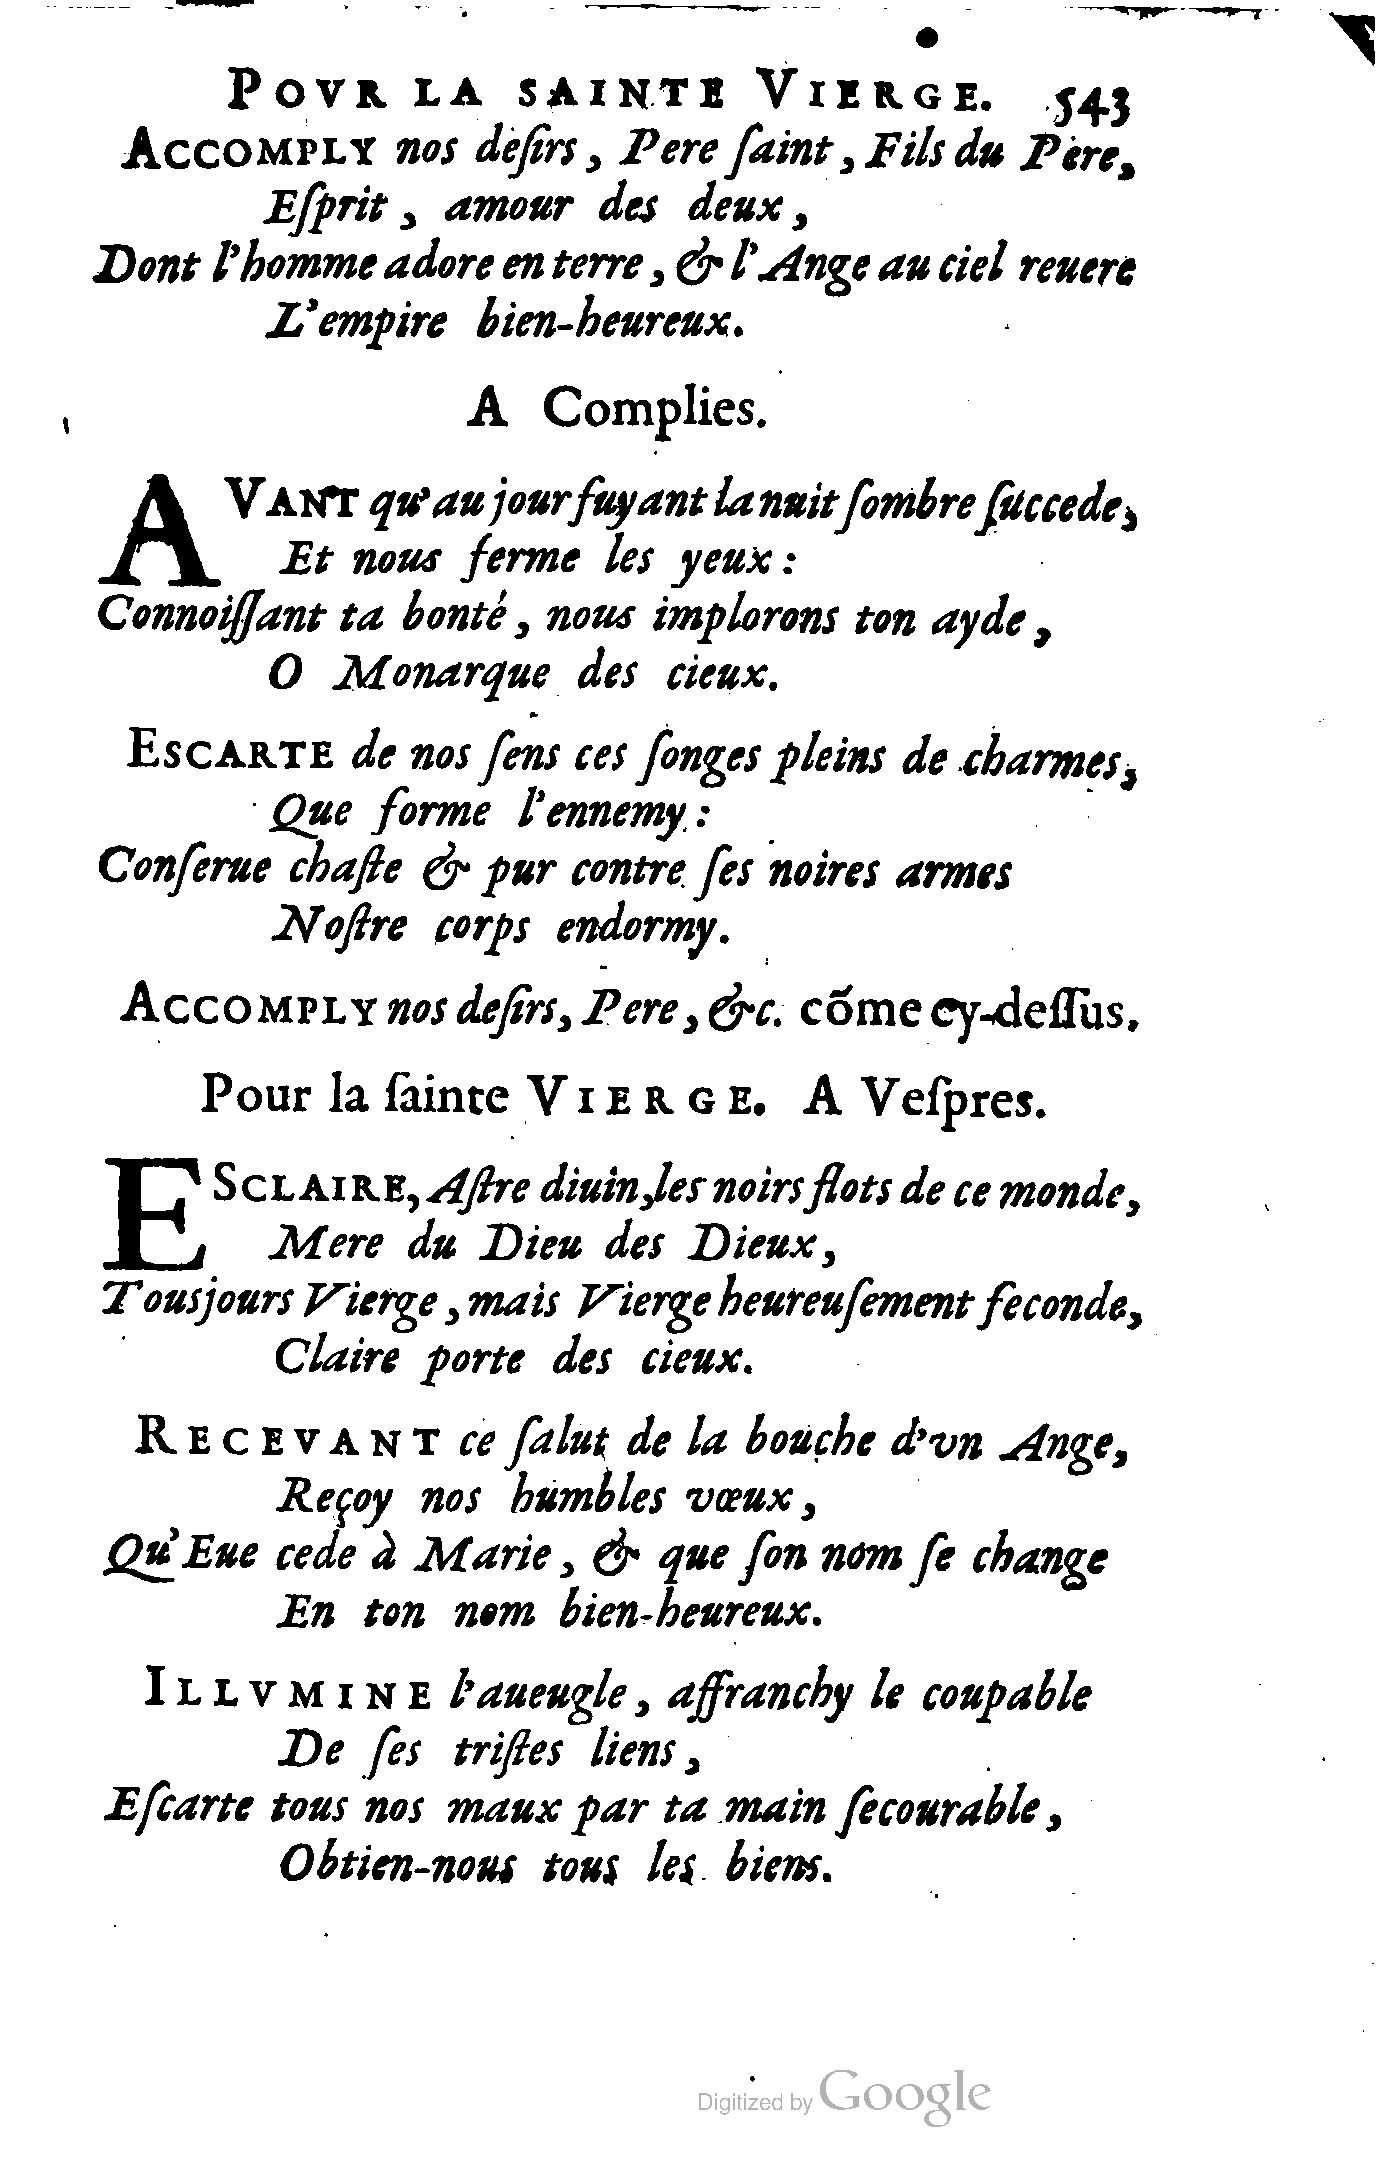 POVR LA SAINTE VIERGE. 543
ACCOMPLY nos deſirs, Pere ſaint, Fils du Pere,
Eſprit, amour des deux,
Dont l'homme adore en terre, & l'Ange au ciel reuere
L'empire bien-heureux.
A Complies.
AVANT qu'au jour fuyant la nuit ſombre ſuccede,
Et nous ferme les yeux:
Connoiſſant ta bonté, nous implorons ton ayde,
O Monarque des cieux.
ESCARTE de nos ſens ces ſonges pleins de charmes,
Que forme l'ennemy:
Conſerue chaſte & pur contre ſes noires armes
Noſtre corps endormy.
ACCOMPLY nos deſirs, Pere, &c. cõme cy-deſſus.
Pour la ſainte VIERGE. A Veſpres.
ESCLAIRE, Aſtre diuin, les noirs flots de ce monde,
Mere du Dieu des Dieux,
Tousjours Vierge, mais Vierge heureuſement feconde,
Claire porte des cieux.
RECEVANT ce ſalut de la bouche d'vn Ange,
Reçoy nos humbles vœux,
Qu'Eue cede à Marie, & que ſon nom ſe change
En ton nom bien-heureux.
ILLVMINE l'aueugle, affranchy le coupable
De ſes triſtes liens,
Eſcarte tous nos maux par ta main ſecourable,
Obtien-nous tous les biens.
Digitized by Google